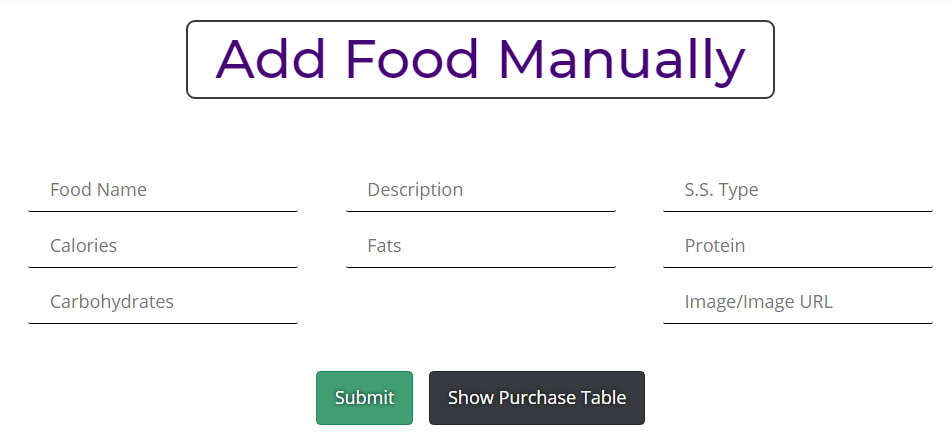 Add Food Manually
Food Name
Description
S.S. Type
Calories
Fats
Protein
Carbohydrates
Image/Image URL
Submit
Show Purchase Table